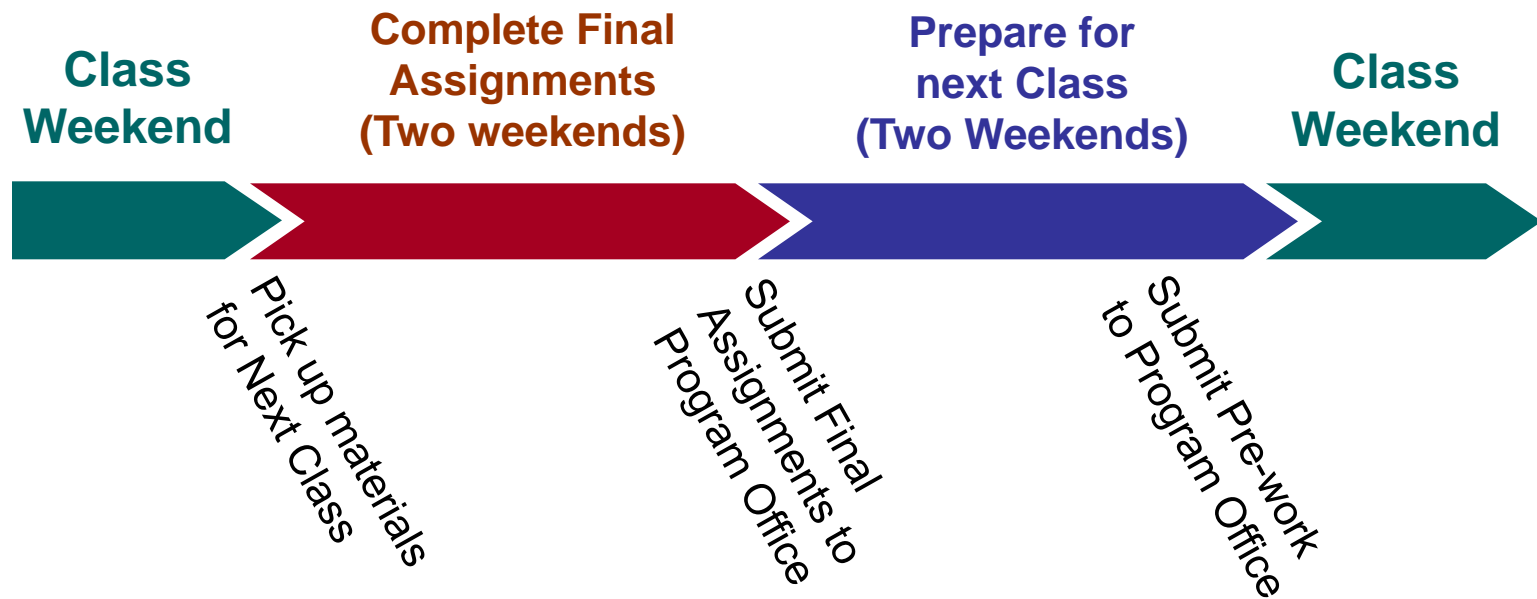 Class
Weekend
Complete Final
Assignments
(Two weekends)
Prepare for
next Class
(Two Weekends)
Class
Weekend
Pick up materials
for Next Class
Submit Final
Assignments to
Program Office
Submit Pre-work
to Program Office